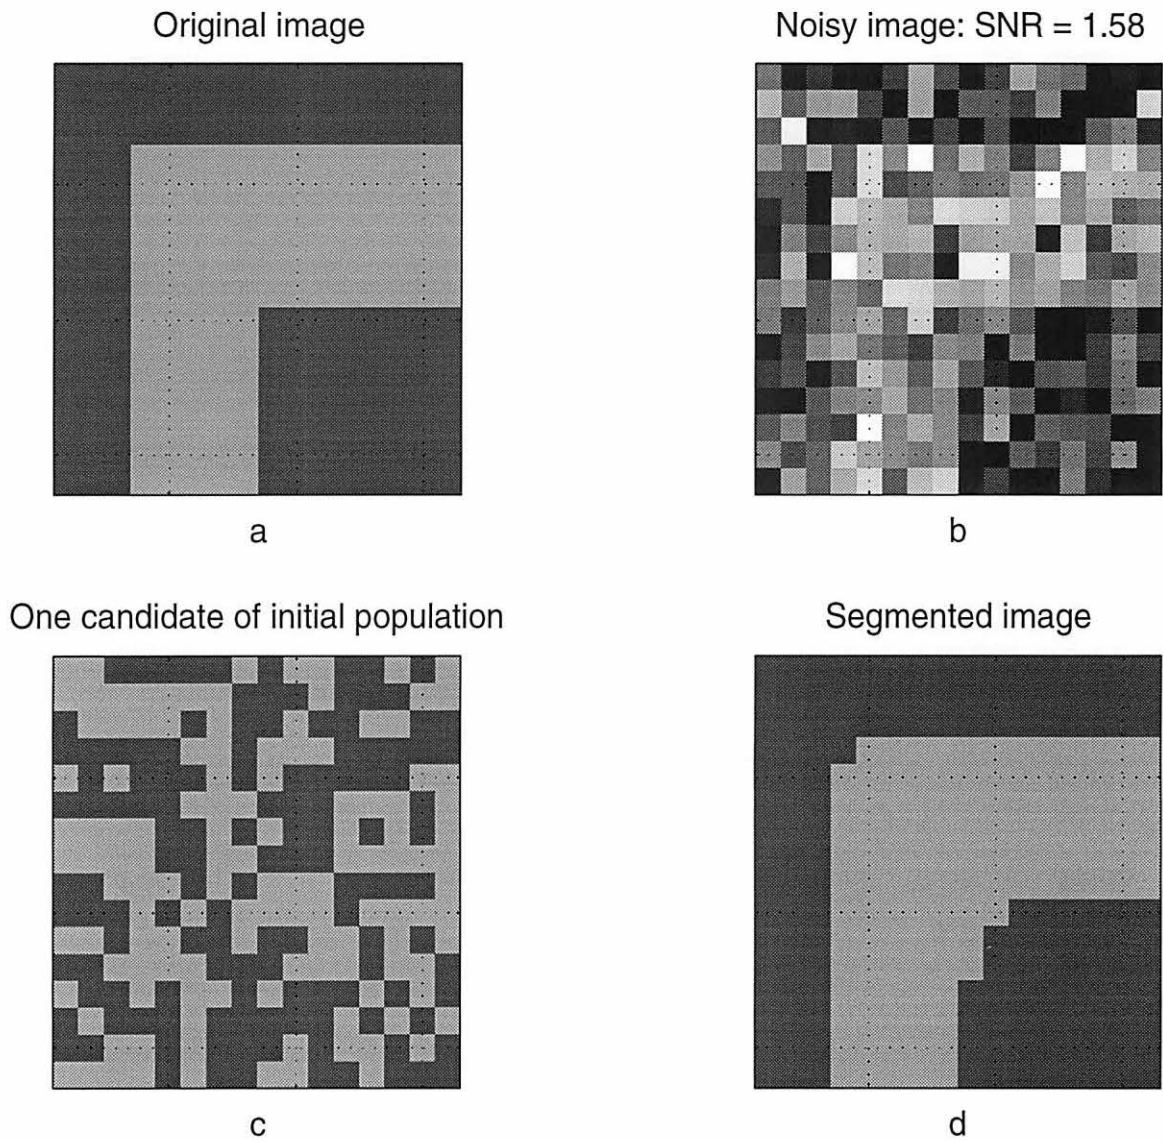 Original image
Noisy image: SNR = 1.58
a
b
One candidate of initial population
Segmented image
c
d